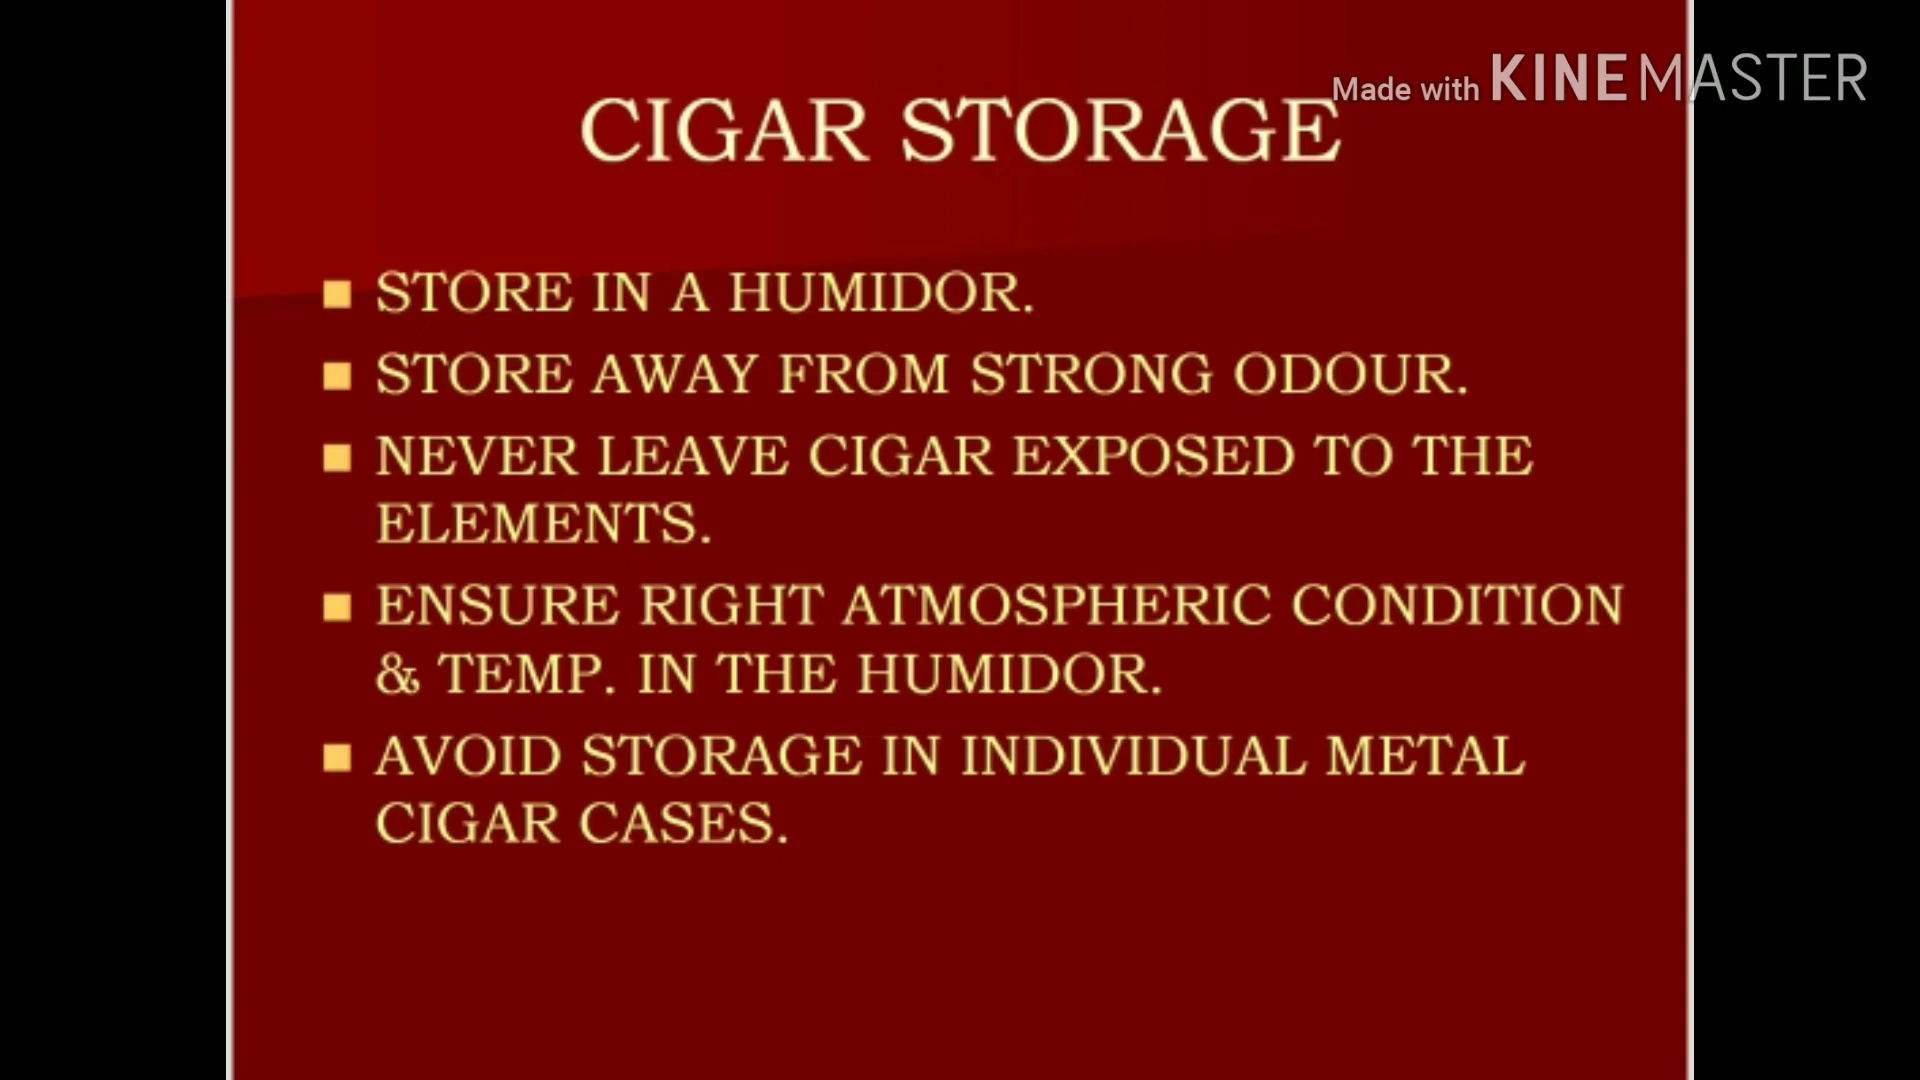 Made with KINEMASTER
CIGAR STORAGE
STORE IN A HUMIDOR.
STORE AWAY FROM STRONG ODOUR.
NEVER LEAVE CIGAR EXPOSED TO THE
ELEMENTS.
ENSURE RIGHT ATMOSPHERIC CONDITION
& TEMP. IN THE HUMIDOR.
AVOID STORAGE IN INDIVIDUAL METAL
CIGAR CASES.